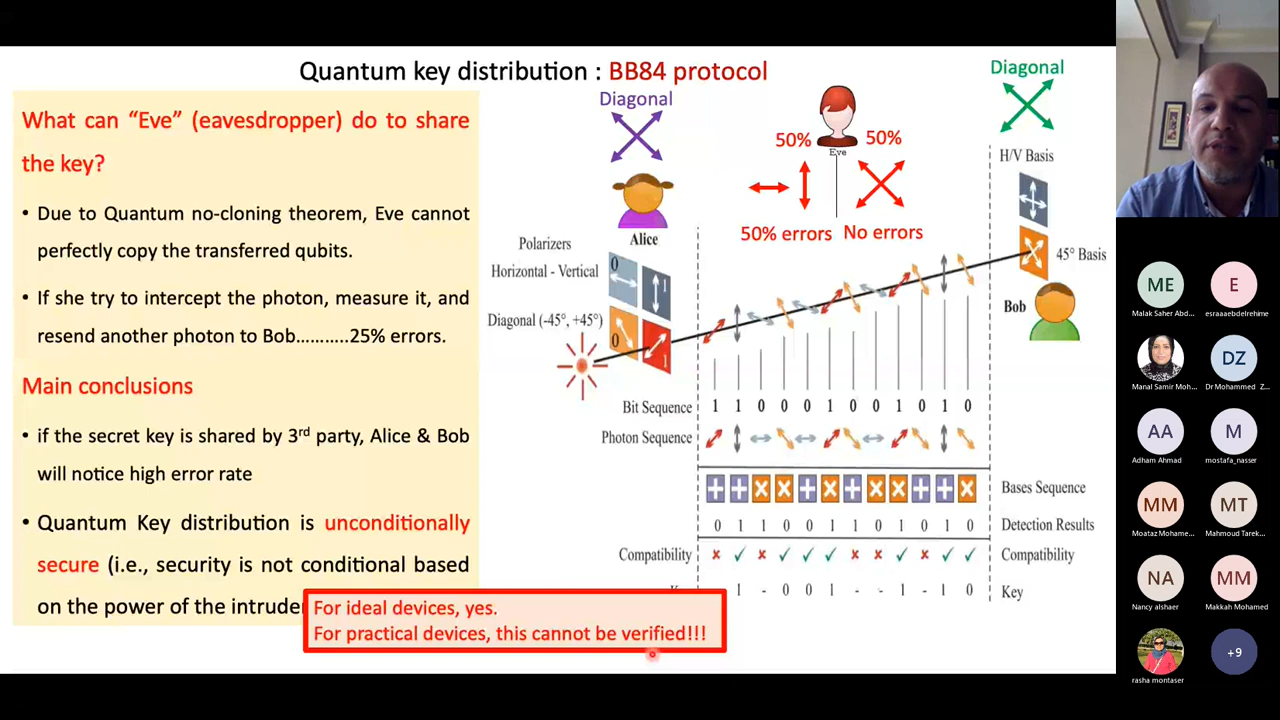 Quantum key distribution : BB84 protocol
What can “Eve” (eavesdropper) do to share
the key?
• Due to Quantum no-cloning theorem, Eve cannot
perfectly copy the transferred qubits.
• If she try to intercept the photon, measure it, and
resend another photon to Bob………..25% errors.
Main conclusions
• if the secret key is shared by 3rd party, Alice & Bob
will notice high error rate
• Quantum Key distribution is unconditionally
secure (i.e., security is not conditional based
on the power of the intruder
For ideal devices, yes.
For practical devices, this cannot be verified!!!
Diagonal
Alice
Polarizers
Horizontal - Vertical
0
1
Diagonal (-45°, +45°)
0
1
50%
50%
Eve
50% errors
No errors
Diagonal
H/V Basis
45° Basis
Bob
Bit Sequence 1 1 0 0 0 1 0 0 1 0 1 0
Photon Sequence
Bases Sequence
0 1 1 0 0 1 1 0 1 0 1 0 Detection Results
Compatibility x ✓ x ✓ ✓ ✓ x x ✓ x ✓ ✓ Compatibility
1 - 0 0 1 - - 1 - 1 0 Key
ME
Malak Saher Abd...
E
esraaebdelrehime
Manal Samir Moh...
DZ
Dr Mohammed Z...
AA
Adham Ahmad
M
mostafa_nasser
MM
Moataz Mohame...
MT
Mahmoud Tarek...
NA
Nancy alshaer
MM
Makkah Mohamed
rasha montaser
+9